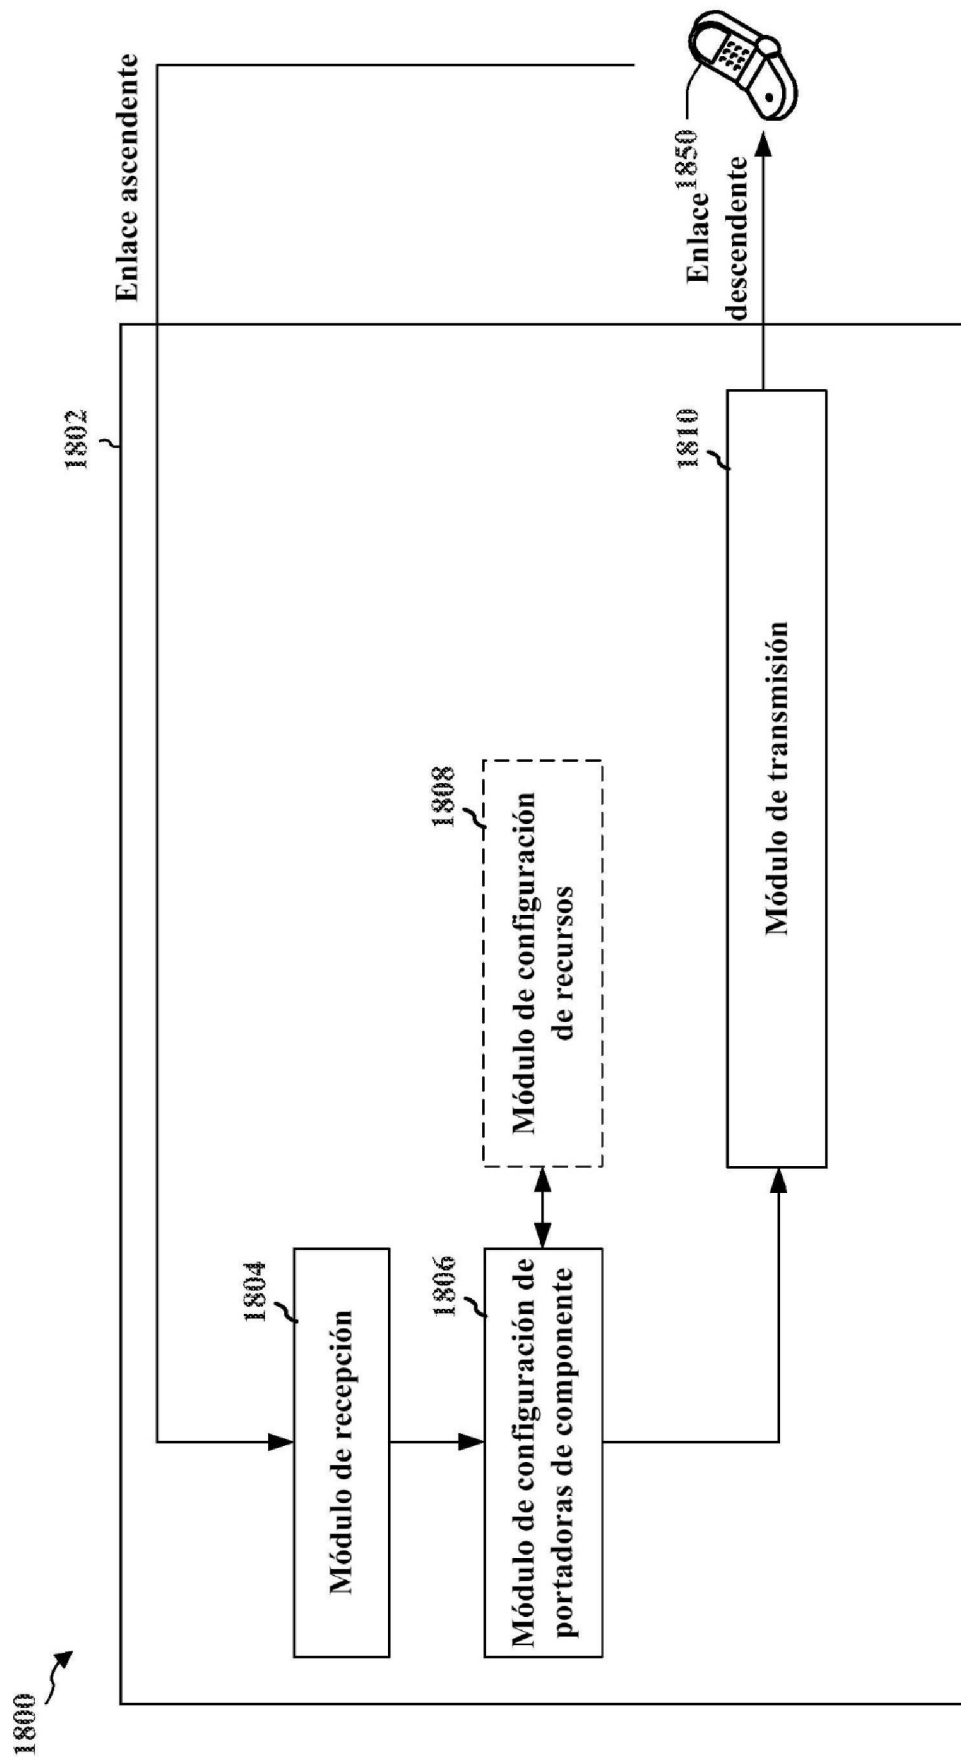 1800
1802
Enlace ascendente
1804
Módulo de recepción
1806
Módulo de configuración de
portadoras de componente
1808
Módulo de configuración
de recursos
1810
Módulo de transmisión
1850
Enlace
descendente